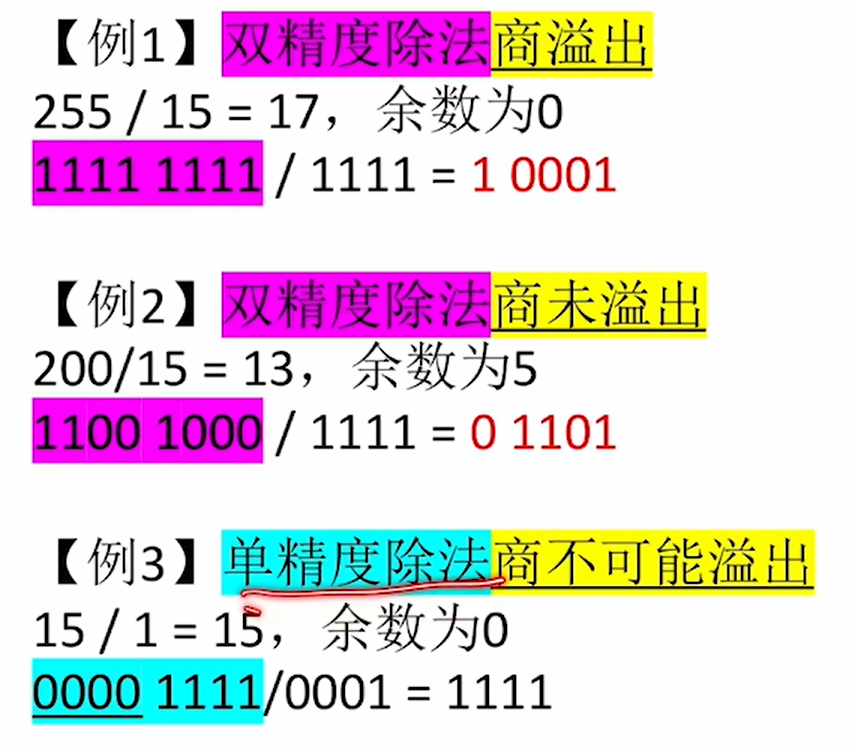 【例1】双精度除法商溢出
255 / 15 = 17，余数为0
1111 1111 / 1111 = 1 0001
【例2】双精度除法商未溢出
200/15 = 13，余数为5
1100 1000 / 1111 = 0 1101
【例3】单精度除法商不可能溢出
15 / 1 = 15，余数为0
0000 1111/0001 = 1111